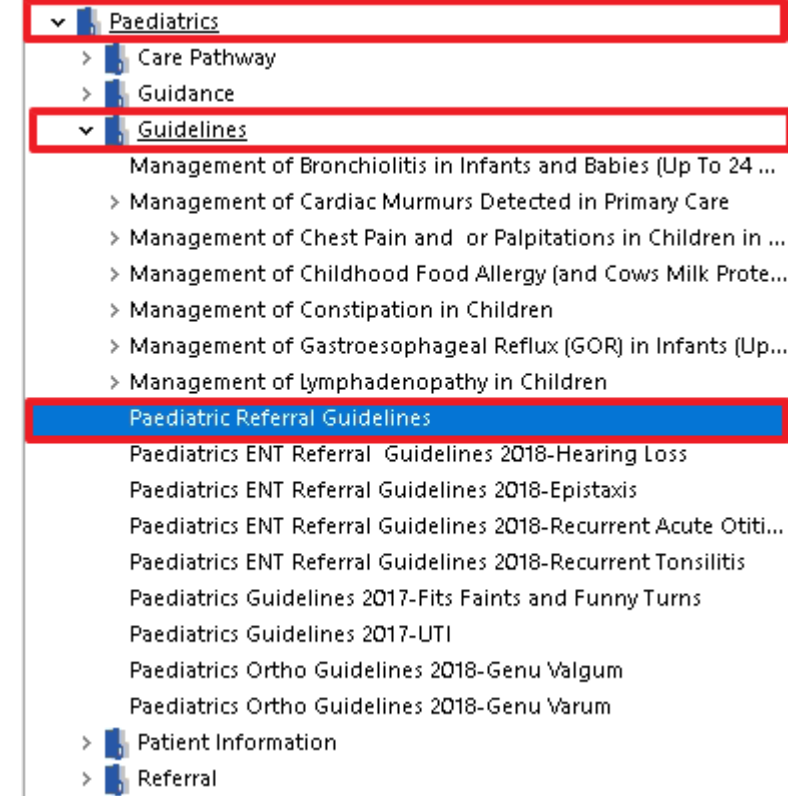 Paediatrics
Care Pathway
Guidance
Guidelines
Management of Bronchiolitis in Infants and Babies (Up To 24 ...
Management of Cardiac Murmurs Detected in Primary Care
Management of Chest Pain and  or Palpitations in Children in ...
Management of Childhood Food Allergy (and Cows Milk Prote...
Management of Constipation in Children
Management of Gastroesophageal Reflux (GOR) in Infants (Up...
Management of Lymphadenopathy in Children
Paediatric Referral Guidelines
Paediatrics ENT Referral  Guidelines 2018-Hearing Loss
Paediatrics ENT Referral Guidelines 2018-Epistaxis
Paediatrics ENT Referral Guidelines 2018-Recurrent Acute Otiti...
Paediatrics ENT Referral Guidelines 2018-Recurrent Tonsilitis
Paediatrics Guidelines 2017-Fits Faints and Funny Turns
Paediatrics Guidelines 2017-UTI
Paediatrics Ortho Guidelines 2018-Genu Valgum
Paediatrics Ortho Guidelines 2018-Genu Varum
Patient Information
Referral